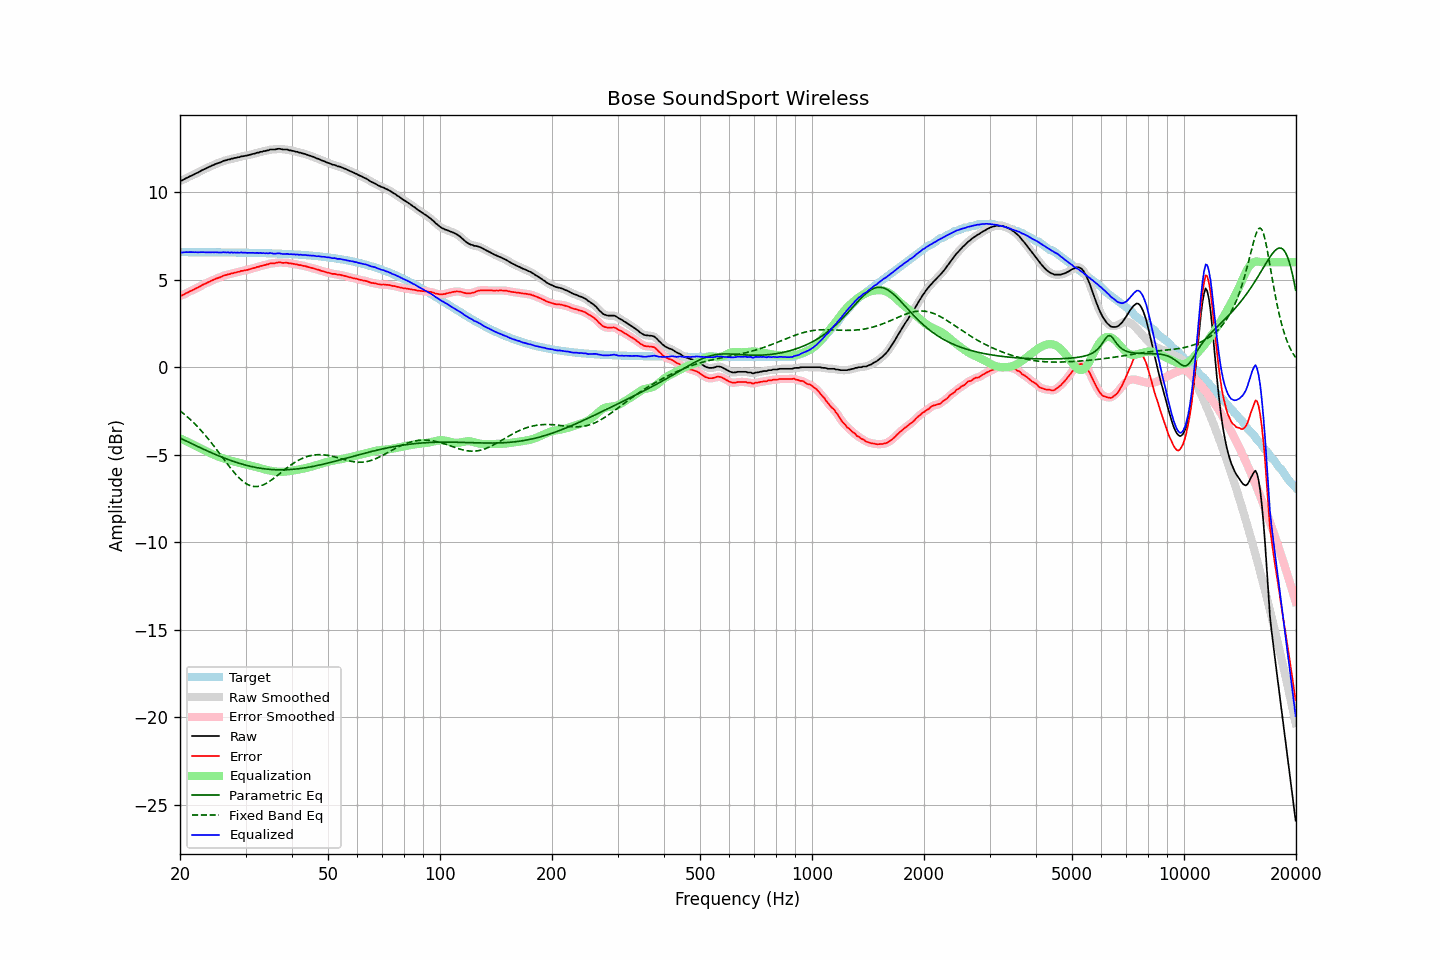 Bose SoundSport Wireless
Amplitude (dBr)
10
5
0
−5
−10
−15
−20
−25
Target
Raw Smoothed
Error Smoothed
Raw
Error
Equalization
Parametric Eq
Fixed Band Eq
Equalized
20 50 100 200 500 1000 2000 5000 10000 20000
Frequency (Hz)